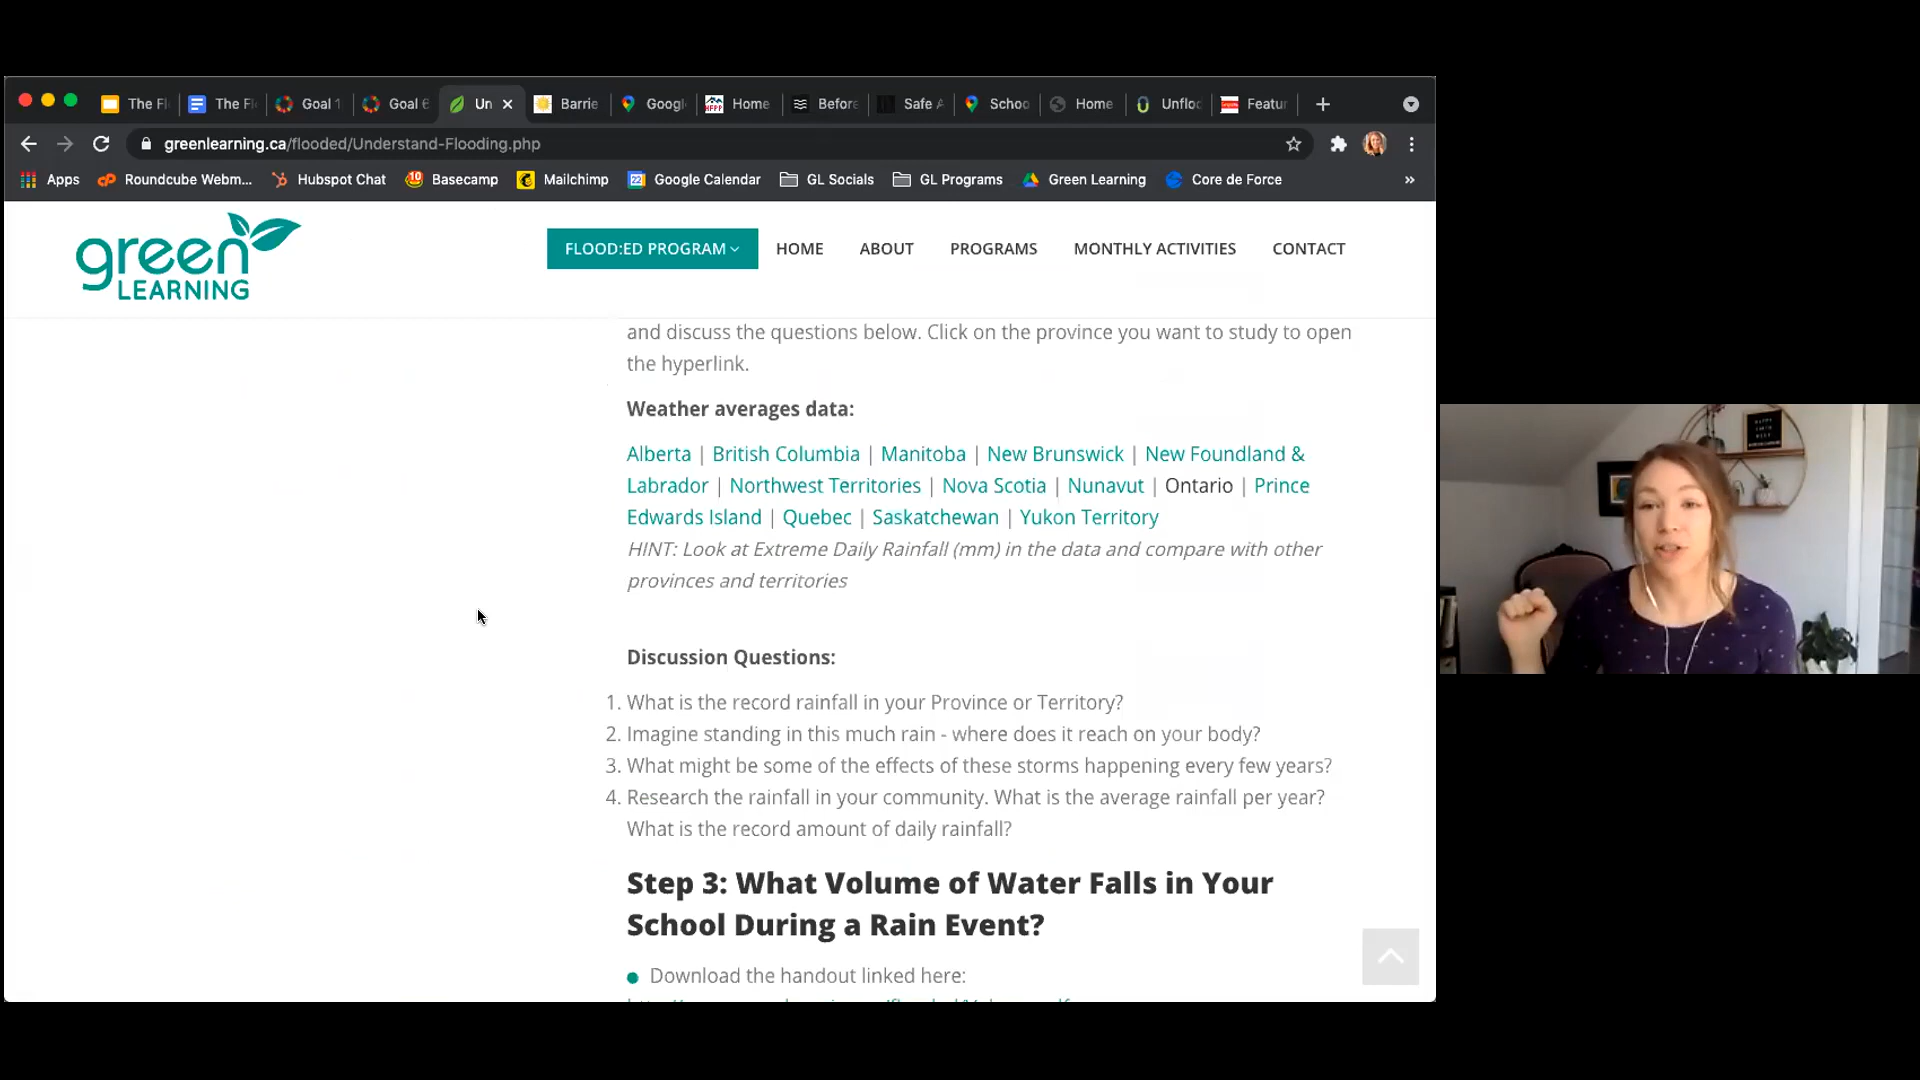 The Fl
The Fl
Goal 1
Goal 6
Un
Barrie
Googl
Home
Before
Safe A
Schoo
Home
Unfloo
Featur
greenlearning.ca/flooded/Understand-Flooding.php
Apps
Roundcube Webm...
Hubspot Chat
10
Basecamp
Mailchimp
22
Google Calendar
GL Socials
GL Programs
Green Learning
Core de Force
»
green
LEARNING
FLOOD:ED PROGRAM
HOME
ABOUT
PROGRAMS
MONTHLY ACTIVITIES
CONTACT
and discuss the questions below. Click on the province you want to study to open
the hyperlink.
Weather averages data:
Alberta | British Columbia | Manitoba | New Brunswick | New Foundland &
Labrador | Northwest Territories | Nova Scotia | Nunavut | Ontario | Prince
Edwards Island | Quebec | Saskatchewan | Yukon Territory
HINT: Look at Extreme Daily Rainfall (mm) in the data and compare with other
provinces and territories
Discussion Questions:
1. What is the record rainfall in your Province or Territory?
2. Imagine standing in this much rain - where does it reach on your body?
3. What might be some of the effects of these storms happening every few years?
4. Research the rainfall in your community. What is the average rainfall per year?
What is the record amount of daily rainfall?
Step 3: What Volume of Water Falls in Your
School During a Rain Event?
Download the handout linked here: